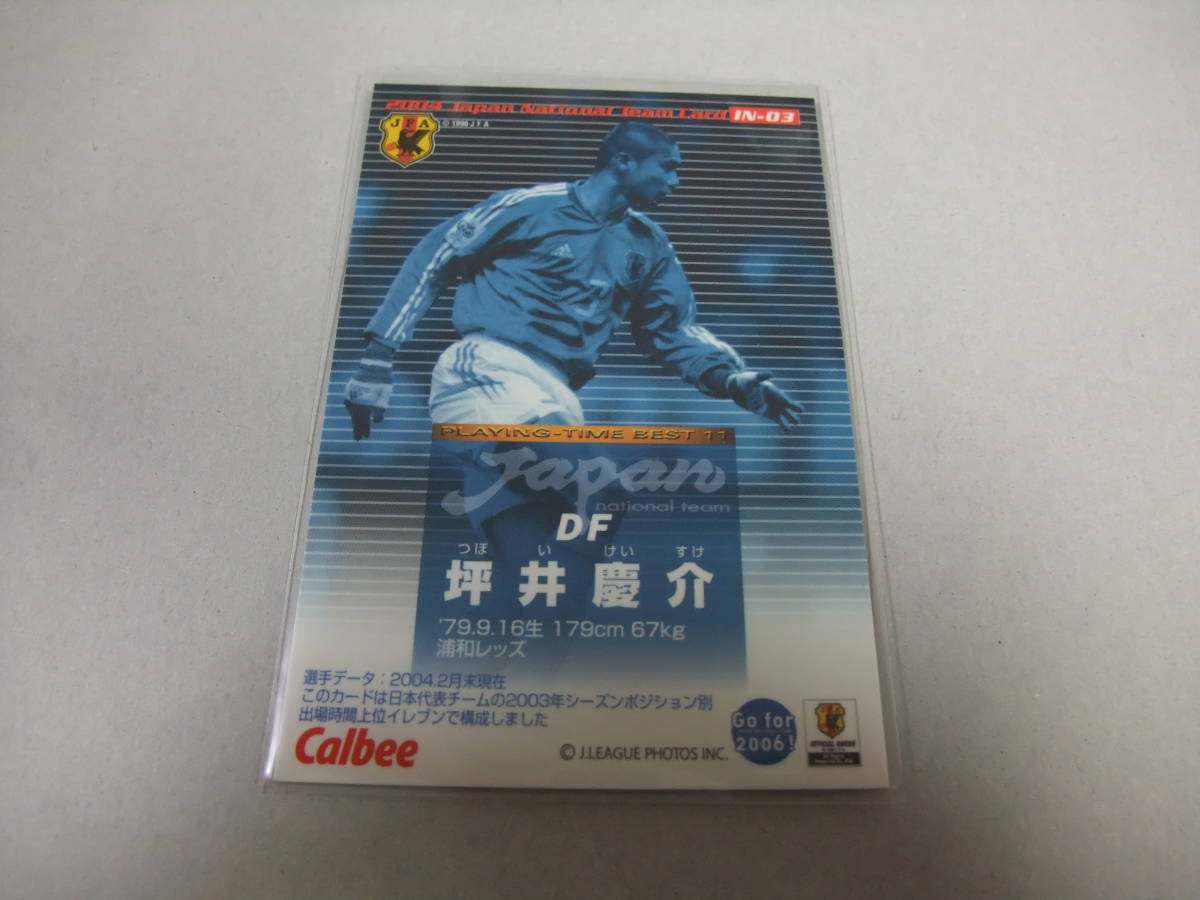 2004 Japan National Team Card IN-03
JFA
© 1996 J F A
3
PLAYING-TIME BEST 11
Japan
national team
DF
つぼ い けい すけ
坪井慶介
'79.9.16生 179cm 67kg
浦和レッズ
選手データ：2004.2月末現在
このカードは日本代表チームの2003年シーズンポジション別
出場時間上位イレブンで構成しました
Calbee
© J.LEAGUE PHOTOS INC.
Go for
2006!